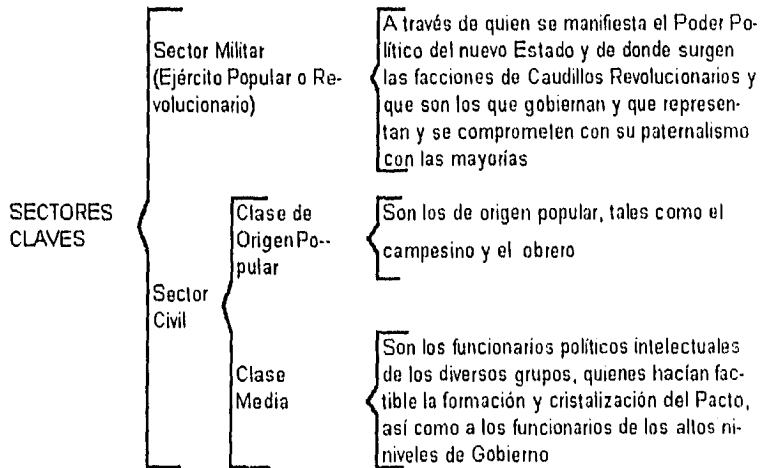 SECTORES
CLAVES
Sector Militar
(Ejército Popular o Re-
volucionario)
A través de quien se manifiesta el Poder Po-
lítico del nuevo Estado y de donde surgen
las facciones de Caudillos Revolucionarios y
que son los que gobiernan y que represen-
tan y se comprometen con su paternalismo
con las mayorías
Sector
Civil
Clase de
Origen Po--
pular
Son los de origen popular, tales como el
campesino y el obrero
Clase
Media
Son los funcionarios políticos intelectuales
de los diversos grupos, quienes hacían fac-
tible la formación y cristalización del Pacto,
así como a los funcionarios de los altos ni-
niveles de Gobierno